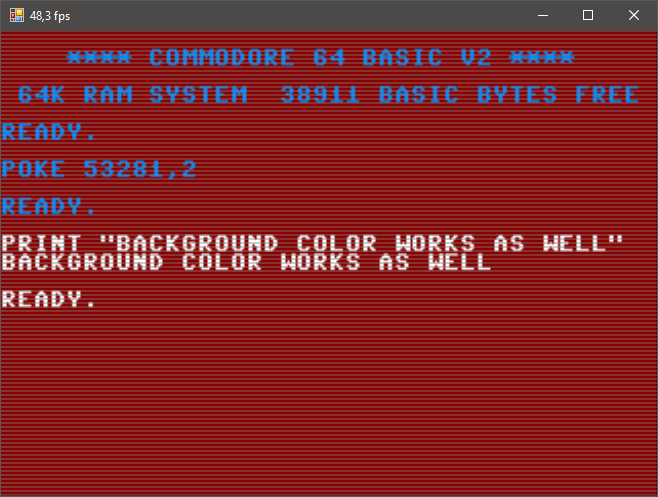 48,3 fps
**** COMMODORE 64 BASIC V2 ****
64K RAM SYSTEM  38911 BASIC BYTES FREE
READY.
POKE 53281,2
READY.
PRINT "BACKGROUND COLOR WORKS AS WELL"
BACKGROUND COLOR WORKS AS WELL
READY.